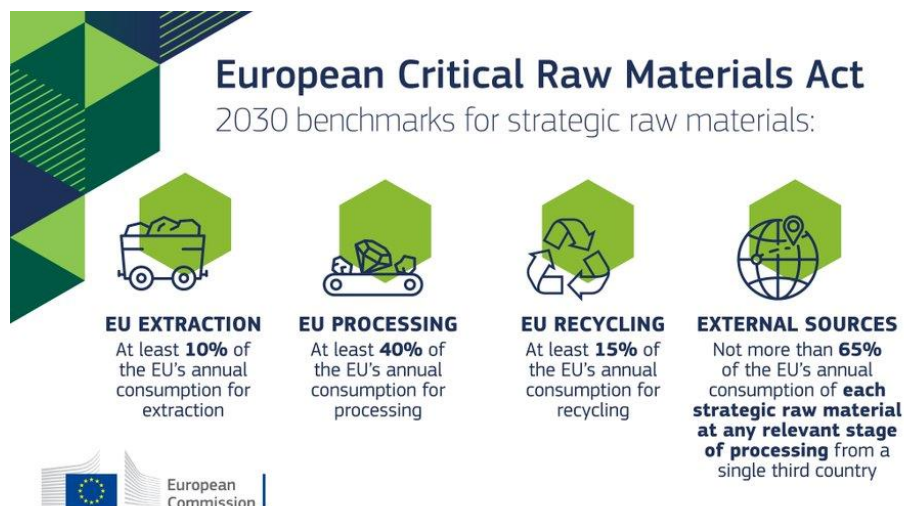 European Critical Raw Materials Act
2030 benchmarks for strategic raw materials:
EU EXTRACTION
At least 10% of
the EU's annual
consumption for
extraction
EU PROCESSING
At least 40% of
the EU's annual
consumption for
processing
EU RECYCLING
At least 15% of
the EU's annual
consumption for
recycling
EXTERNAL SOURCES
Not more than 65%
of the EU's annual
consumption of each
strategic raw material
at any relevant stage
of processing from a
single third country
European
Commission